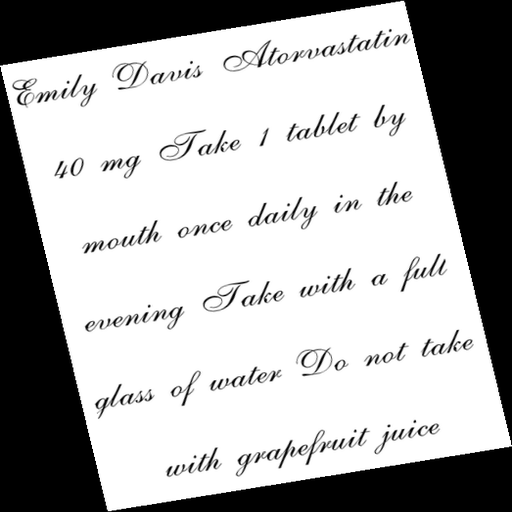 Emily Davis Atorvastatin
40 mg Take 1 tablet by
mouth once daily in the
evening Take with a full
glass of water Do not take
with grapefruit juice